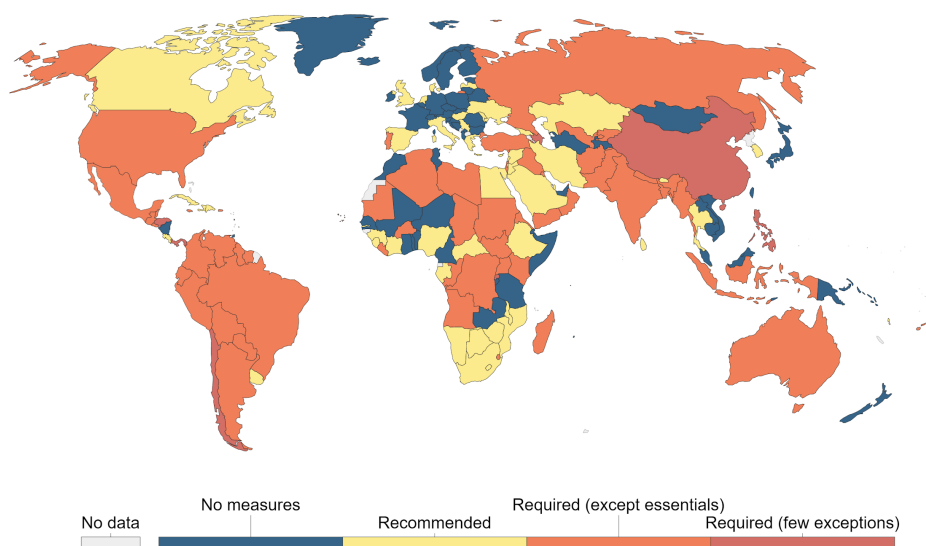 No measures
Required (except essentials)
No data
Recommended
Required (few exceptions)